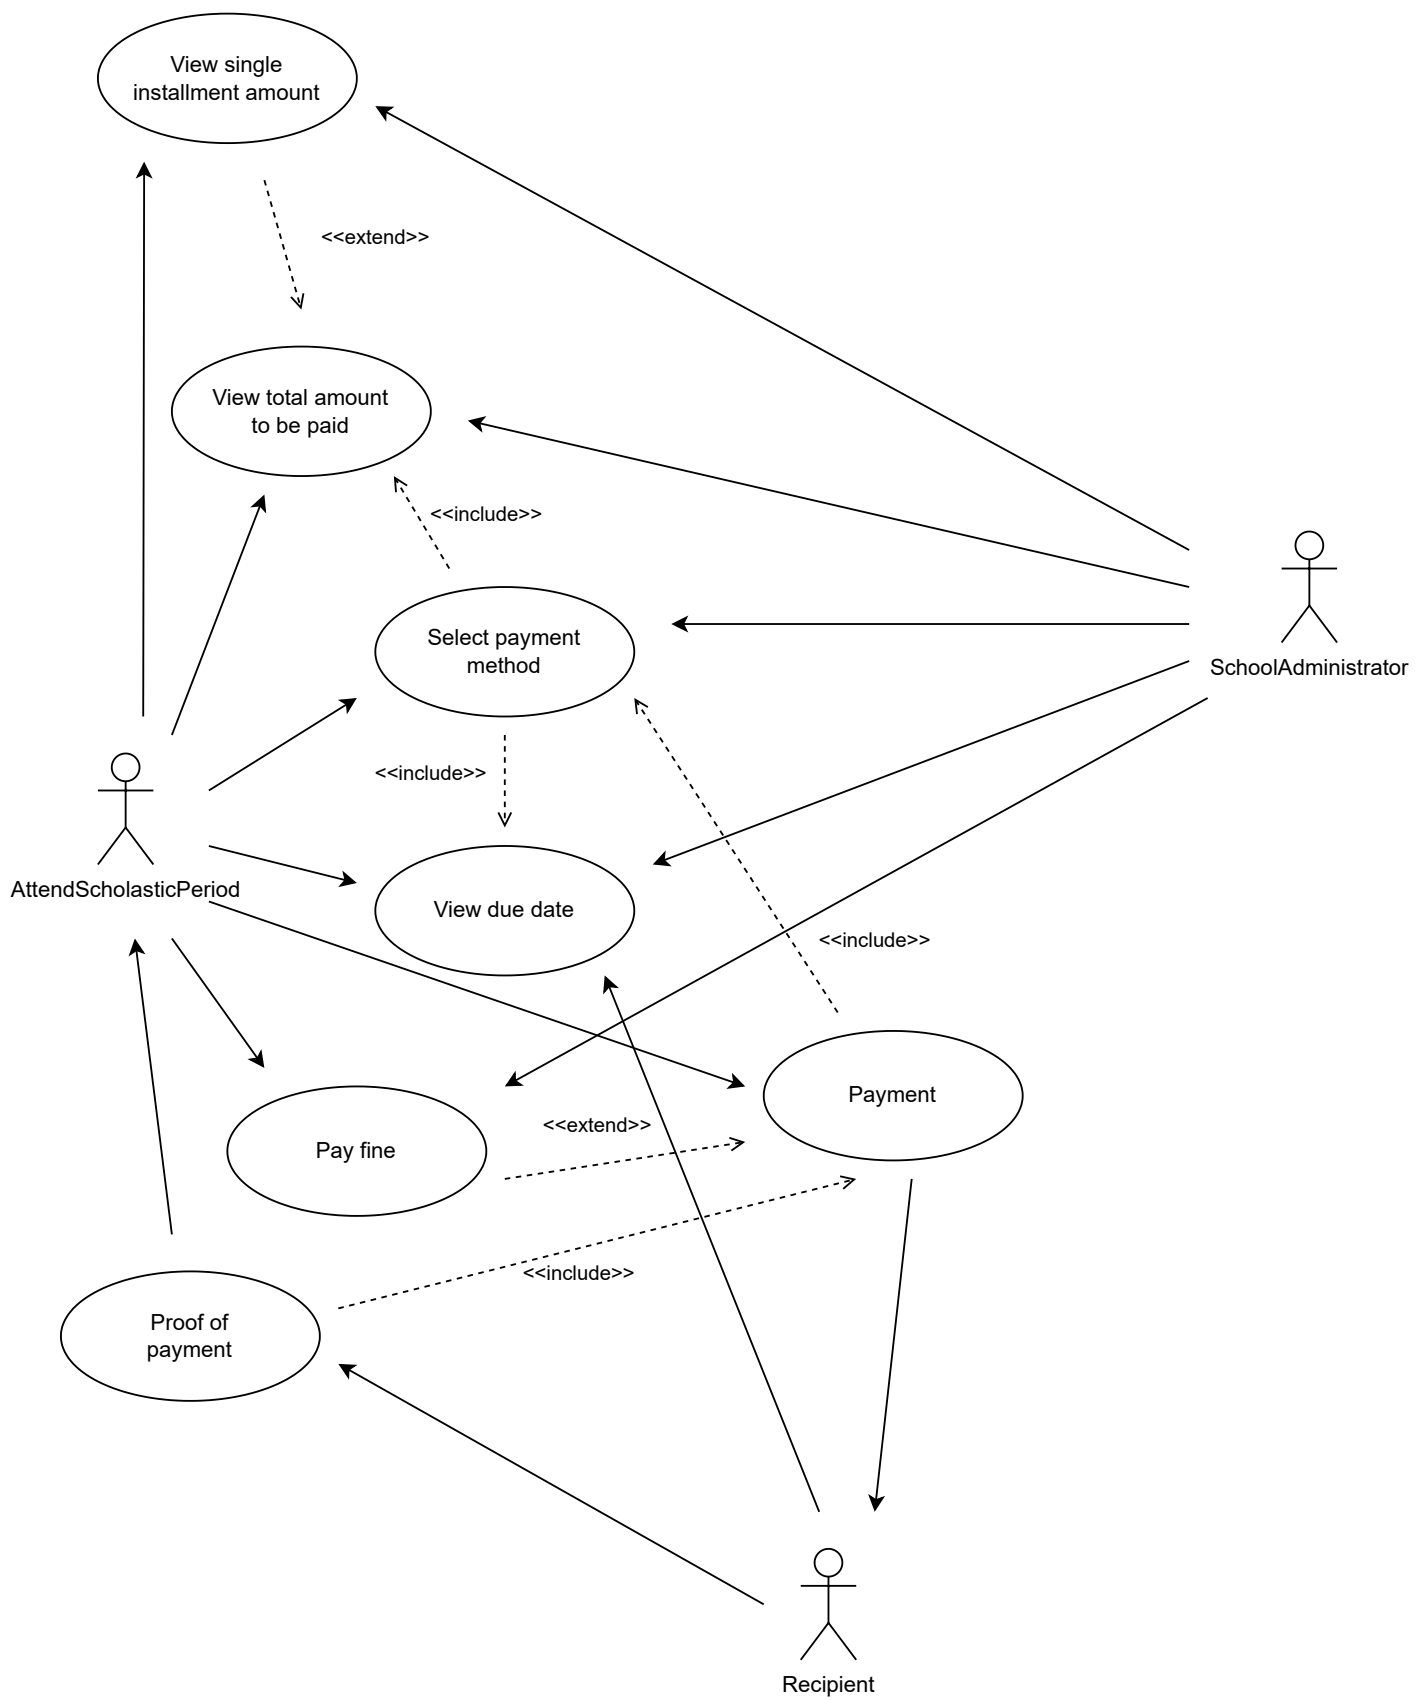 View single
installment amount
<<extend>>
View total amount
to be paid
<<include>>
Select payment
method
SchoolAdministrator
<<include>>
AttendScholasticPeriod
View due date
<<include>>
Payment
<<extend>>
Pay fine
<<include>>
Proof of
payment
Recipient